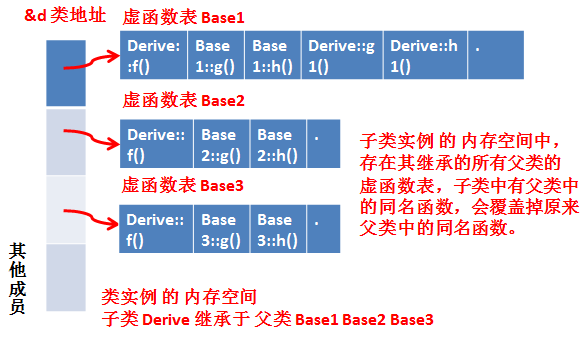 &d 类地址
虚函数表 Base1
Derive: Base Base Derive::g Derive::h .
:f() 1::g() 1::h() 1() 1()
虚函数表 Base2
Derive:: Base Base .
f() 2::g() 2::h()
虚函数表 Base3
Derive:: Base Base .
f() 3::g() 3::h()
子类实例 的 内存空间中，
存在其继承的所有父类的
虚函数表，子类中有父类中
的同名函数，会覆盖掉原来
父类中的同名函数。
其他成员
类实例 的 内存空间
子类 Derive 继承于 父类 Base1 Base2 Base3